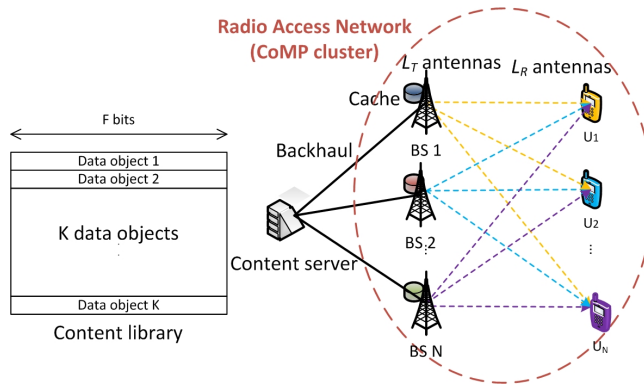 Radio Access Network
(CoMP cluster)
L_T antennas
L_R antennas
Cache
F bits
Backhaul
BS 1
U1
Data object 1
Data object 2
K data objects
BS 2
U2
Content server
Data object K
Content library
BS N
UN